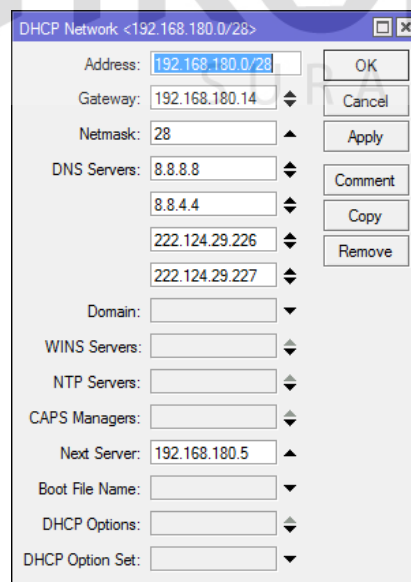 DHCP Network <192.168.180.0/28>
Address: 192.168.180.0/28 OK
Gateway: 192.168.180.14 Cancel
Netmask: 28 Apply
DNS Servers: 8.8.8.8
Comment
8.8.4.4
Copy
222.124.29.226
Remove
222.124.29.227
Domain:
WINS Servers:
NTP Servers:
CAPS Managers:
Next Server: 192.168.180.5
Boot File Name:
DHCP Options:
DHCP Option Set:
SURA